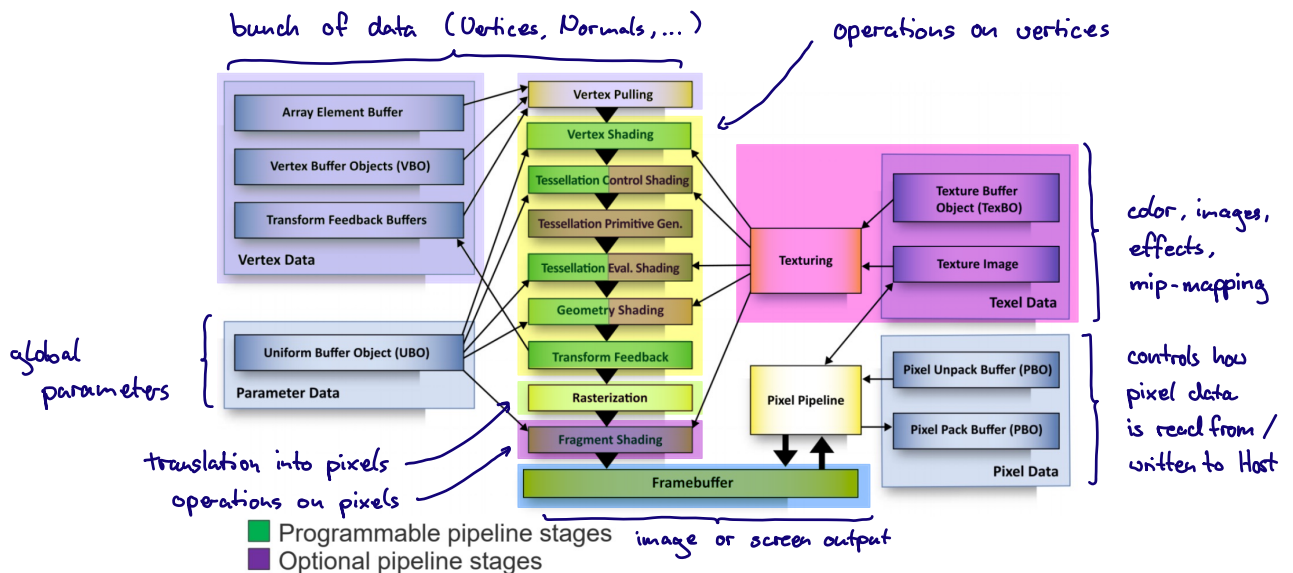 bunch of data (Vertices, Normals,...)
operations on vertices
Array Element Buffer
Vertex Buffer Objects (VBO)
Transform Feedback Buffers
Vertex Data
Vertex Pulling
Vertex Shading
Tessellation Control Shading
Tessellation Primitive Gen.
Tessellation Eval. Shading
Geometry Shading
Transform Feedback
Rasterization
Fragment Shading
Framebuffer
Texturing
Texture Buffer
Object (TexBO)
Texture Image
Texel Data
color, images,
effects,
mip-mapping
global
parameters
Uniform Buffer Object (UBO)
Parameter Data
Pixel Pipeline
Pixel Unpack Buffer (PBO)
Pixel Pack Buffer (PBO)
Pixel Data
controls how
pixel data
is read from /
written to Host
translation into pixels
operations on pixels
image or screen output
Programmable pipeline stages
Optional pipeline stages